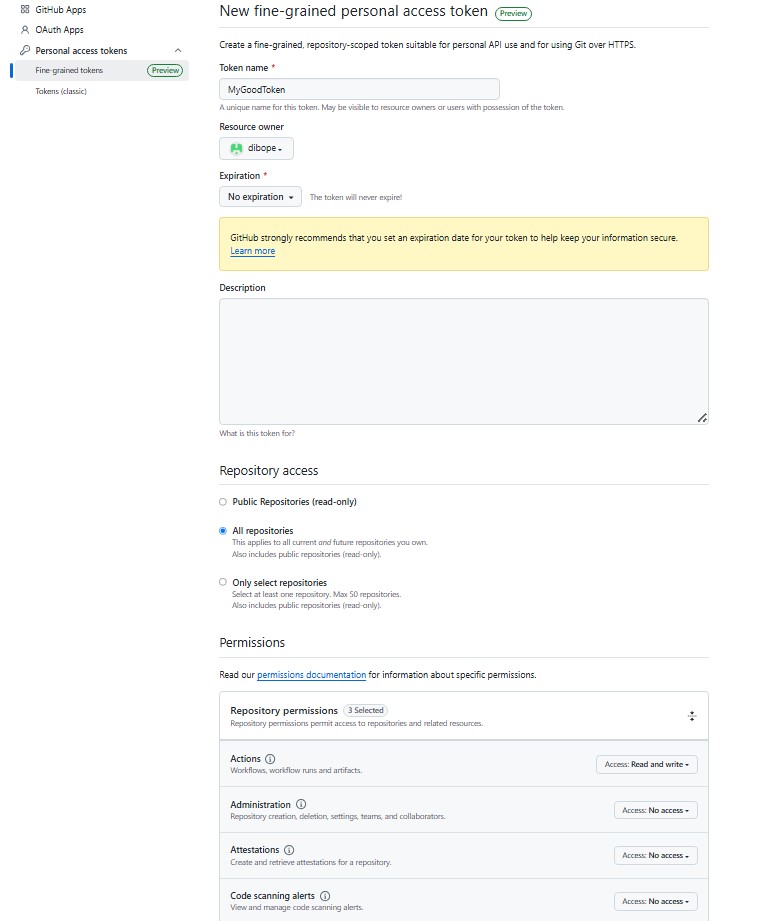 GitHub Apps
OAuth Apps
Personal access tokens
Fine-grained tokens Preview
Tokens (classic)
New fine-grained personal access token Preview
Create a fine-grained, repository-scoped token suitable for personal API use and for using Git over HTTPS.
Token name *
MyGoodToken
A unique name for this token. May be visible to resource owners or users with possession of the token.
Resource owner
dibope
Expiration *
No expiration The token will never expire!
GitHub strongly recommends that you set an expiration date for your token to help keep your information secure.
Learn more
Description
What is this token for?
Repository access
Public Repositories (read-only)
All repositories
This applies to all current and future repositories you own.
Also includes public repositories (read-only).
Only select repositories
Select at least one repository. Max 50 repositories.
Also includes public repositories (read-only).
Permissions
Read our permissions documentation for information about specific permissions.
Repository permissions 3 Selected
Repository permissions permit access to repositories and related resources.
Actions
Workflows, workflow runs and artifacts.
Access: Read and write
Administration
Repository creation, deletion, settings, teams, and collaborators.
Access: No access
Attestations
Create and retrieve attestations for a repository.
Access: No access
Code scanning alerts
View and manage code scanning alerts.
Access: No access